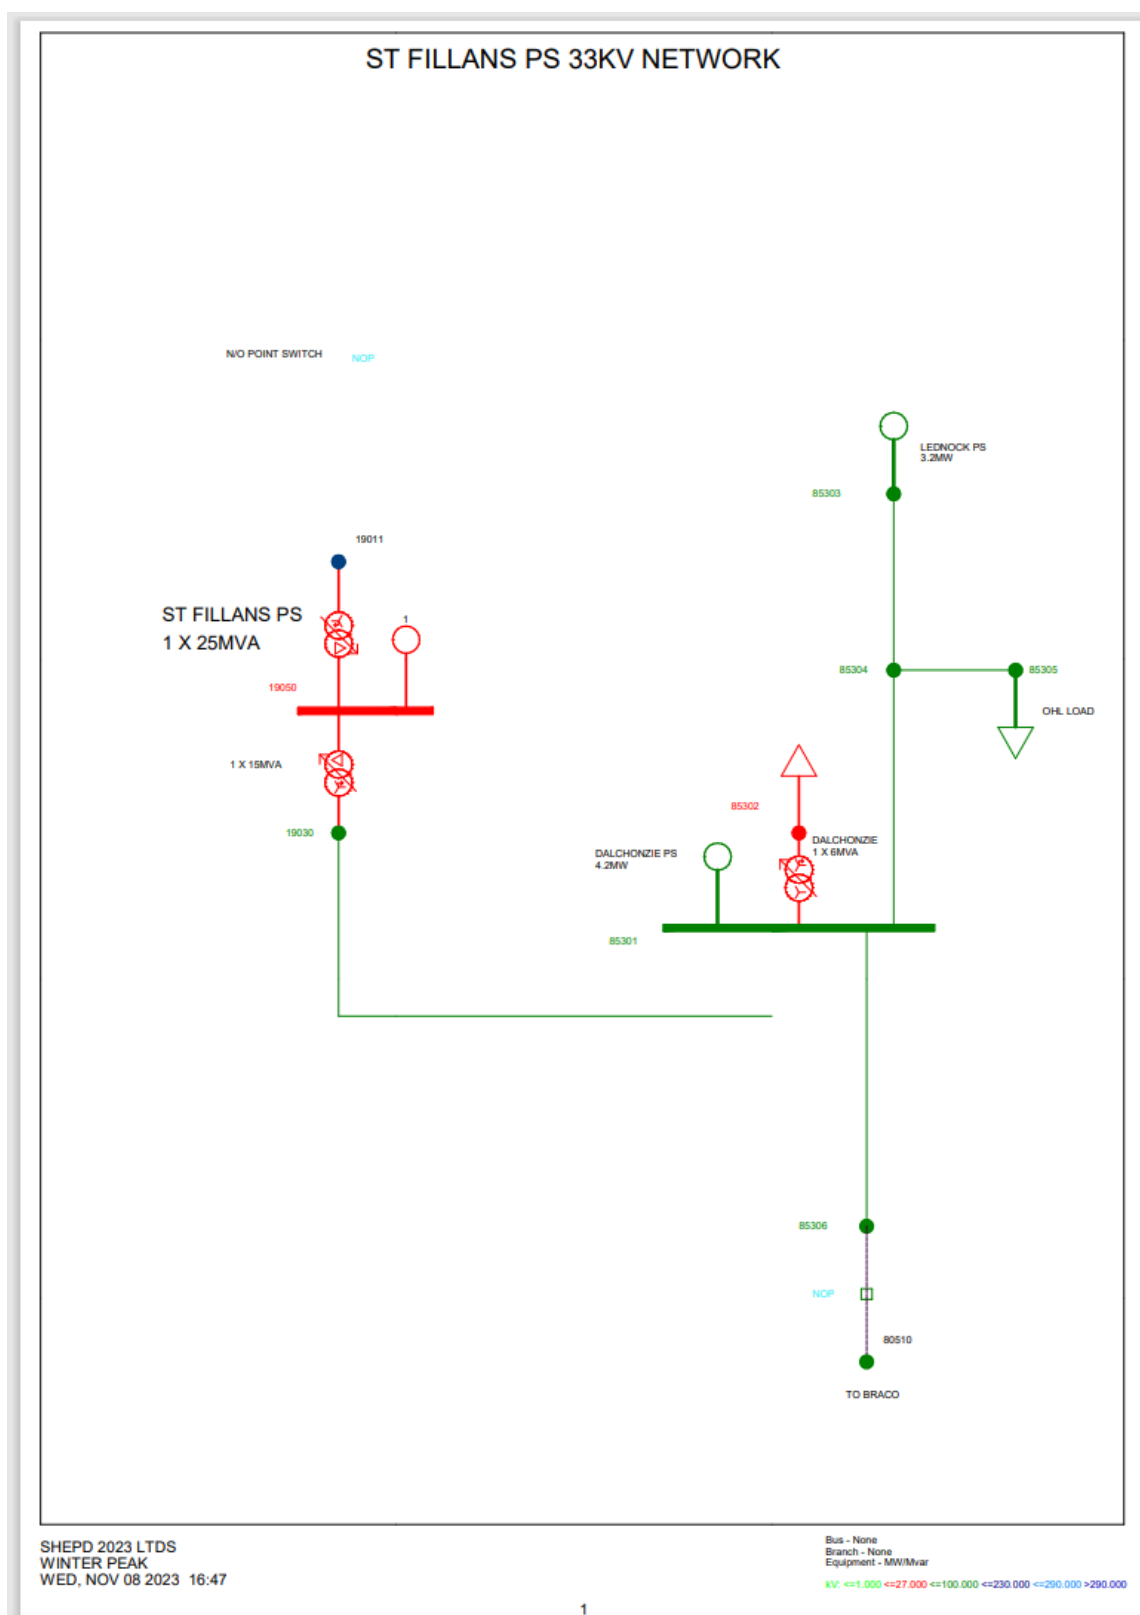 ST FILLANS PS 33KV NETWORK
N/O POINT SWITCH
NOP
LEDNOCK PS
3.2MW
85303
19011
ST FILLANS PS
1 X 25MVA
1
19050
85304
85305
OHL LOAD
1 X 15MVA
85302
19030
DALCHONZIE
1 X 6MVA
DALCHONZIE PS
4.2MW
85301
85306
NOP
80510
TO BRACO
SHEPD 2023 LTDS
WINTER PEAK
WED, NOV 08 2023 16:47
Bus - None
Branch - None
Equipment - MW/Mvar
kV: <=1.000 <=27.000 <=100.000 <=230.000 <=290.000 >290.000
1